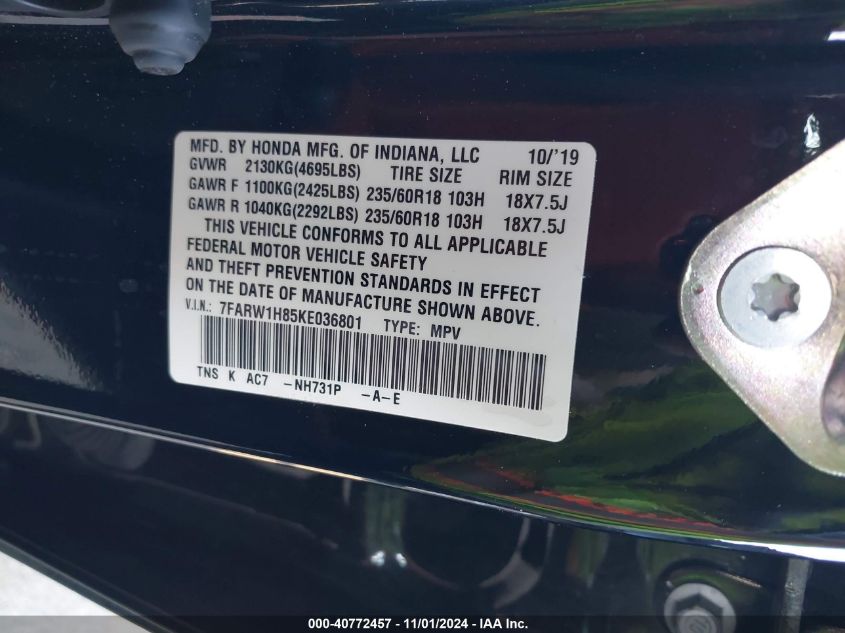 MFD. BY HONDA MFG. OF INDIANA, LLC 10/'19
GVWR 2130KG(4695LBS) TIRE SIZE RIM SIZE
GAWR F 1100KG(2425LBS) 235/60R18 103H 18X7.5J
GAWR R 1040KG(2292LBS) 235/60R18 103H 18X7.5J
THIS VEHICLE CONFORMS TO ALL APPLICABLE
FEDERAL MOTOR VEHICLE SAFETY
AND THEFT PREVENTION STANDARDS IN EFFECT
ON THE DATE OF MANUFACTURE SHOWN ABOVE.
V.I.N.: 7FARW1H85KE036801 TYPE: MPV
TNS K AC7 -NH731P -A-E
000-40772457 - 11/01/2024 - IAA Inc.